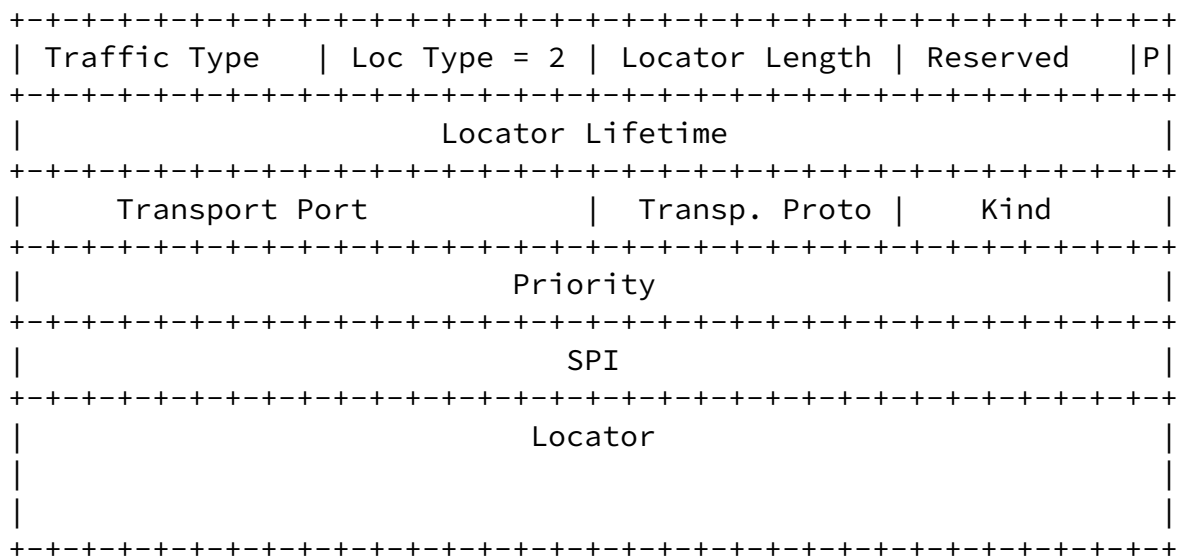 +-+-+-+-+-+-+-+-+-+-+-+-+-+-+-+-+-+-+-+-+-+-+-+-+-+-+-+-+-+-+-+-+
| Traffic Type   | Loc Type = 2 | Locator Length | Reserved   |P|
+-+-+-+-+-+-+-+-+-+-+-+-+-+-+-+-+-+-+-+-+-+-+-+-+-+-+-+-+-+-+-+-+
|                       Locator Lifetime                        |
+-+-+-+-+-+-+-+-+-+-+-+-+-+-+-+-+-+-+-+-+-+-+-+-+-+-+-+-+-+-+-+-+
|     Transport Port            |  Transp. Proto |    Kind      |
+-+-+-+-+-+-+-+-+-+-+-+-+-+-+-+-+-+-+-+-+-+-+-+-+-+-+-+-+-+-+-+-+
|                           Priority                            |
+-+-+-+-+-+-+-+-+-+-+-+-+-+-+-+-+-+-+-+-+-+-+-+-+-+-+-+-+-+-+-+-+
|                              SPI                              |
+-+-+-+-+-+-+-+-+-+-+-+-+-+-+-+-+-+-+-+-+-+-+-+-+-+-+-+-+-+-+-+-+
|                            Locator                            |
|                                                               |
|                                                               |
+-+-+-+-+-+-+-+-+-+-+-+-+-+-+-+-+-+-+-+-+-+-+-+-+-+-+-+-+-+-+-+-+